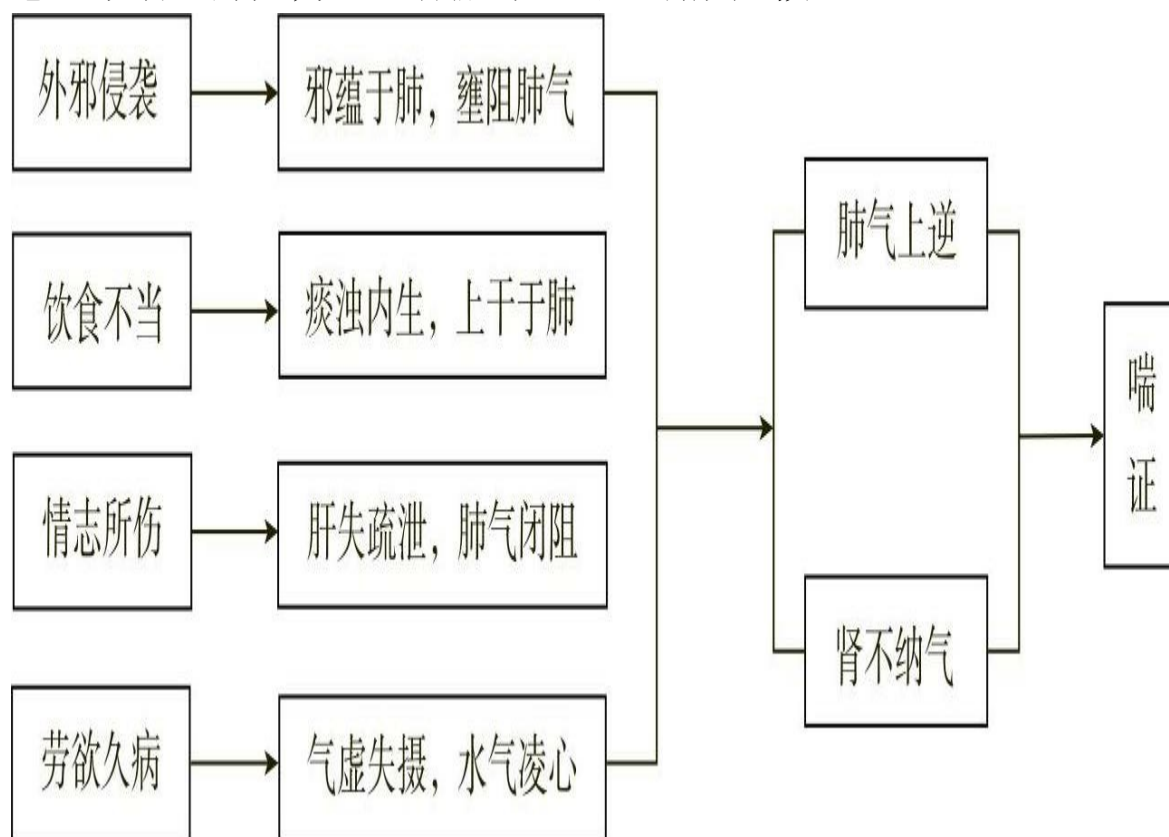 外邪侵袭
邪蕴于肺，壅阻肺气
肺气上逆
饮食不当
痰浊内生，上干于肺
喘
证
情志所伤
肝失疏泄，肺气闭阻
肾不纳气
劳欲久病
气虚失摄，水气凌心